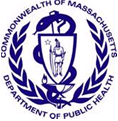 COMMONWEALTH OF MASSACHUSETTS
DEPARTMENT OF PUBLIC HEALTH